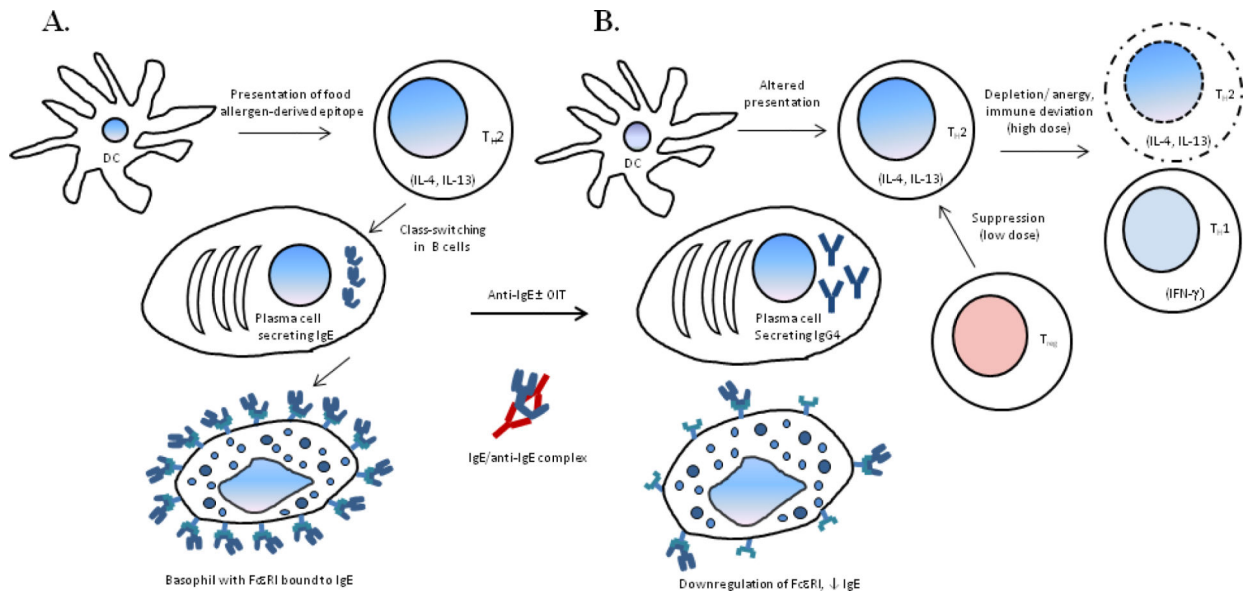 A.
Presentation of food
allergen-derived epitope
DC
TH2
(IL-4, IL-13)
Class-switching
in B cells
Plasma cell
secreting IgE
Basophil with FcεRI bound to IgE
Anti-IgE ± OIT
IgE/anti-IgE complex
B.
Altered
presentation
DC
TH2
(IL-4, IL-13)
Depletion/ anergy,
immune deviation
(high dose)
TH2
(IL-4, IL-13)
Suppression
(low dose)
TH1
(IFN-γ)
Treg
Plasma cell
Secreting IgG4
Downregulation of FcεRI, ↓ IgE